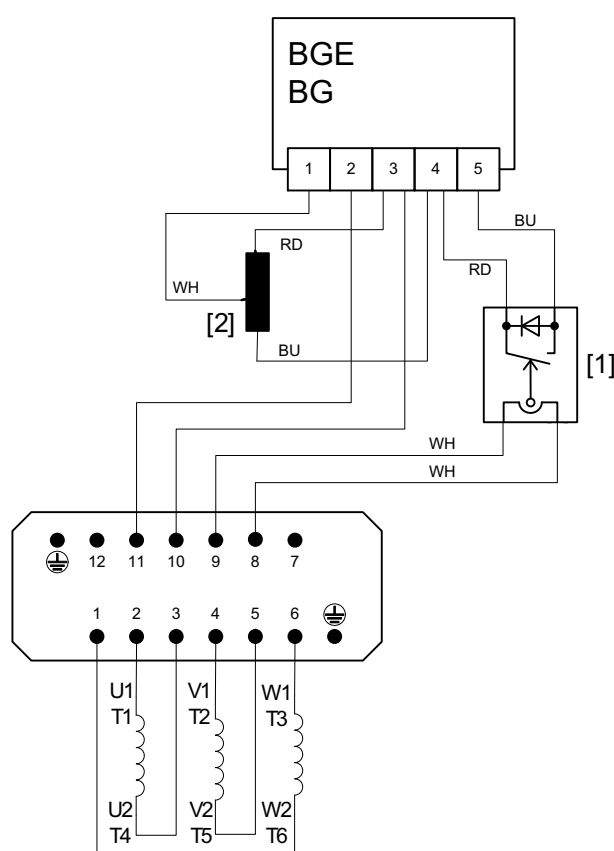 BGE
BG
1 2 3 4 5
BU
RD
RD
WH
[2]
BU
[1]
WH
WH
12 11 10 9 8 7
1 2 3 4 5 6
U1 V1 W1
T1 T2 T3
U2 V2 W2
T4 T5 T6